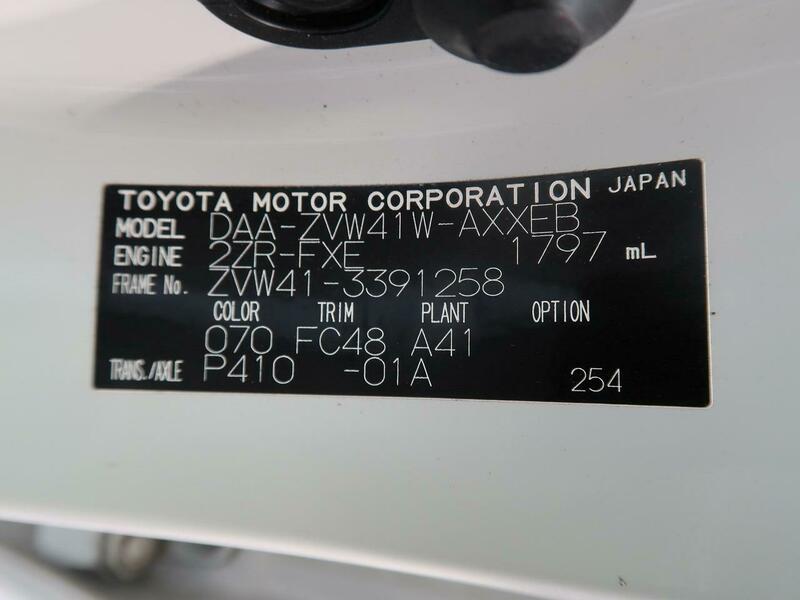 TOYOTA MOTOR CORPORATION JAPAN
MODEL DAA-ZVW41W-AXXEB
ENGINE 2ZR-FXE 1797 mL
FRAME No. ZVW41-3391258
COLOR TRIM PLANT OPTION
070 FC48 A41
TRANS./AXLE P410 -01A 254